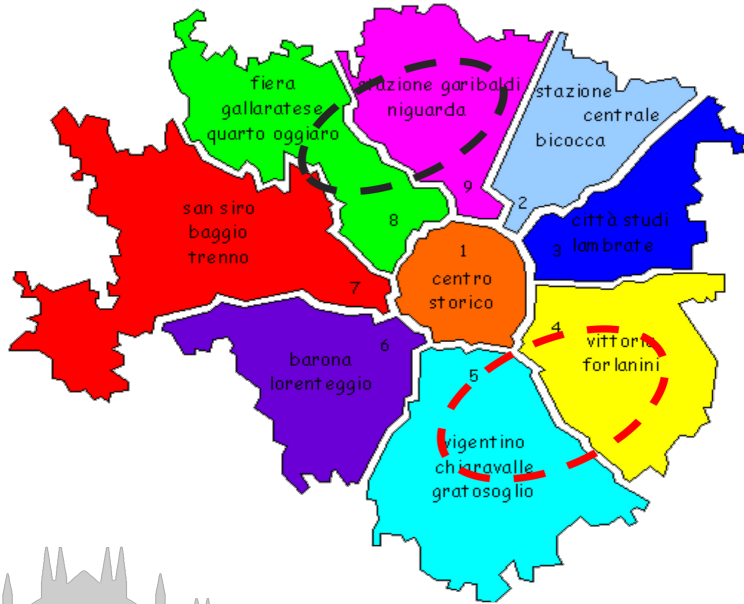 fiera
gallaratese
quarto oggiaro
8
stazione garibaldi
niguarda
9
stazione
centrale
bicocca
2
città studi
lambrate
3
san siro
baggio
trenno
7
1
centro
storico
4
vittoria
forlanini
6
barona
lorenteggio
5
vigentino
chiaravalle
gratosoglio